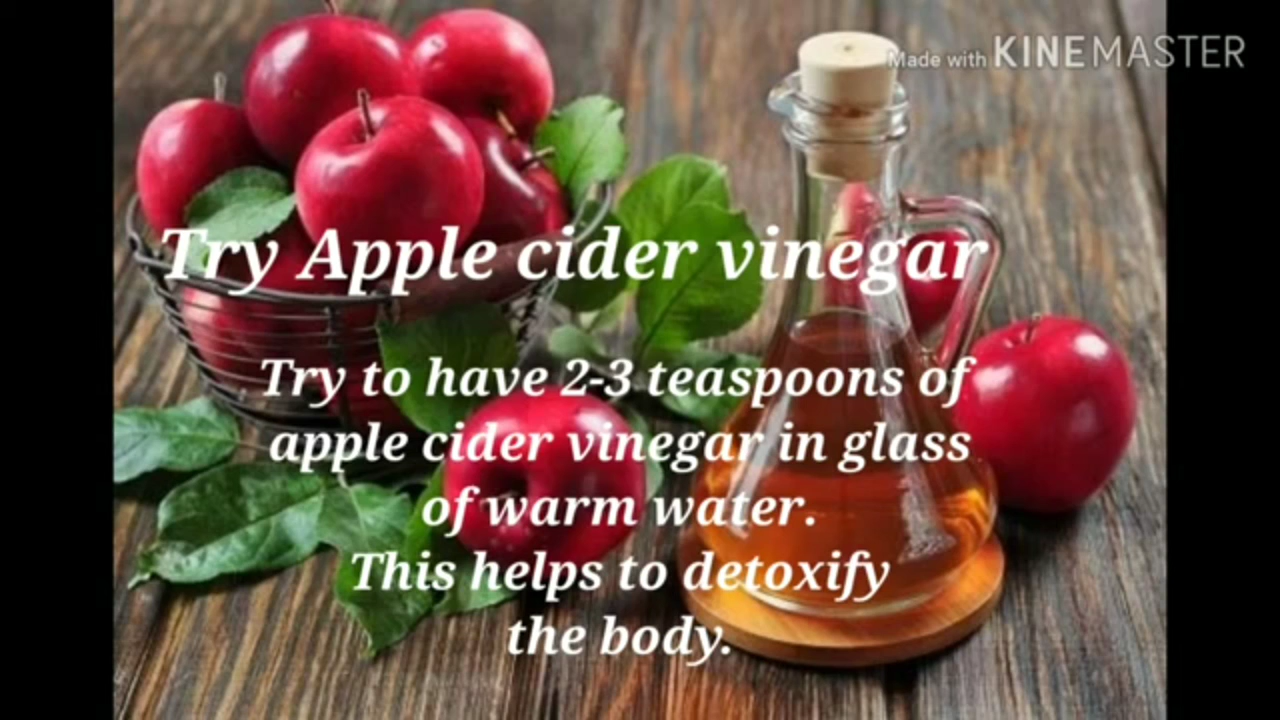 Made with KINEMASTER
Try Apple cider vinegar
Try to have 2-3 teaspoons of
apple cider vinegar in glass
of warm water.
This helps to detoxify
the body.